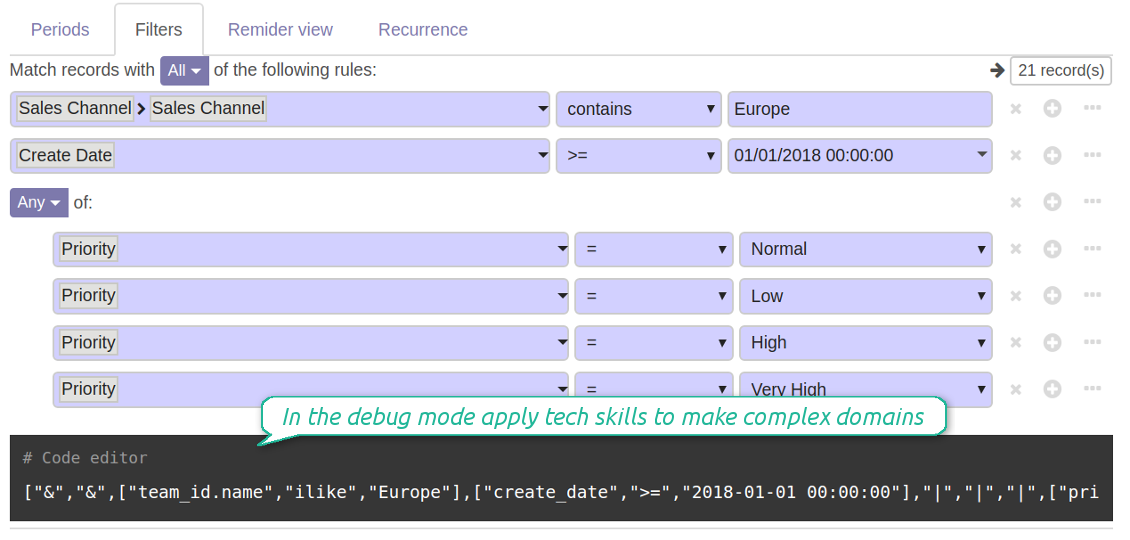 Periods Filters Remider view Recurrence
Match records with All of the following rules: 21 record(s)
Sales Channel Sales Channel contains Europe
Create Date >= 01/01/2018 00:00:00
Any of:
Priority = Normal
Priority = Low
Priority = High
Priority = Very High
In the debug mode apply tech skills to make complex domains
# Code editor
["&","&",["team_id.name","ilike","Europe"],["create_date",">=","2018-01-01 00:00:00"],"|","|","|",["pri